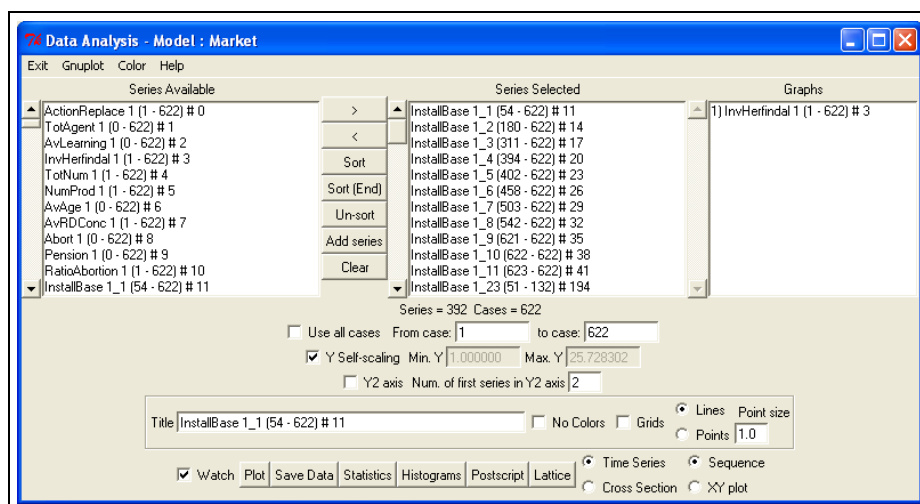 Data Analysis - Model : Market
Exit Gnuplot Color Help
Series Available
ActionReplace 1 (1 - 622) # 0
TotAgent 1 (0 - 622) # 1
AvLearning 1 (0 - 622) # 2
InvHerfindal 1 (1 - 622) # 3
TotNum 1 (1 - 622) # 4
NumProd 1 (1 - 622) # 5
AvAge 1 (0 - 622) # 6
AvRDConc 1 (1 - 622) # 7
Abort 1 (0 - 622) # 8
Pension 1 (0 - 622) # 9
RatioAbortion 1 (1 - 622) # 10
InstallBase 1_1 (54 - 622) # 11
>
<
Sort
Sort (End)
Un-sort
Add series
Clear
Series Selected
InstallBase 1_1 (54 - 622) # 11
InstallBase 1_2 (180 - 622) # 14
InstallBase 1_3 (311 - 622) # 17
InstallBase 1_4 (394 - 622) # 20
InstallBase 1_5 (402 - 622) # 23
InstallBase 1_6 (458 - 622) # 26
InstallBase 1_7 (503 - 622) # 29
InstallBase 1_8 (542 - 622) # 32
InstallBase 1_9 (621 - 622) # 35
InstallBase 1_10 (622 - 622) # 38
InstallBase 1_11 (623 - 622) # 41
InstallBase 1_23 (51 - 132) # 194
Graphs
1) InvHerfindal 1 (1 - 622) # 3
Series = 392 Cases = 622
Use all cases From case: 1 to case: 622
Y Self-scaling Min. Y 1.000000 Max. Y 25.728302
Y2 axis Num. of first series in Y2 axis 2
Title InstallBase 1_1 (54 - 622) # 11 No Colors Grids
Lines Point size
Points 1.0
Watch Plot Save Data Statistics Histograms Postscript Lattice
Time Series Sequence
Cross Section XY plot